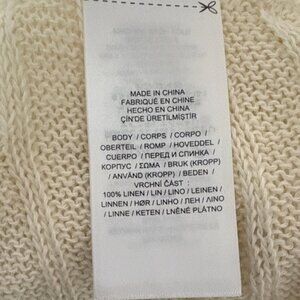 MADE IN CHINA
FABRIQUÉ EN CHINE
HECHO EN CHINA
ÇİN'DE ÜRETİLMİŞTİR
BODY / CORPS / CORPO /
OBERTEIL / ROMP / HOVEDDEL /
CUERPO / ПЕРЕД И СПИНКА /
КОРПУС / ΣΩΜΑ / BRUK (KROPP)
/ ANVÄND (KROPP) / BEDEN /
VRCHNÍ ČÁST :
100% LINEN / LIN / LINO / LEINEN /
LINNEN / HØR / LINHO / ЛЕН / ΛΙΝΟ
/ LINNE / KETEN / LNĚNÉ PLÁTNO